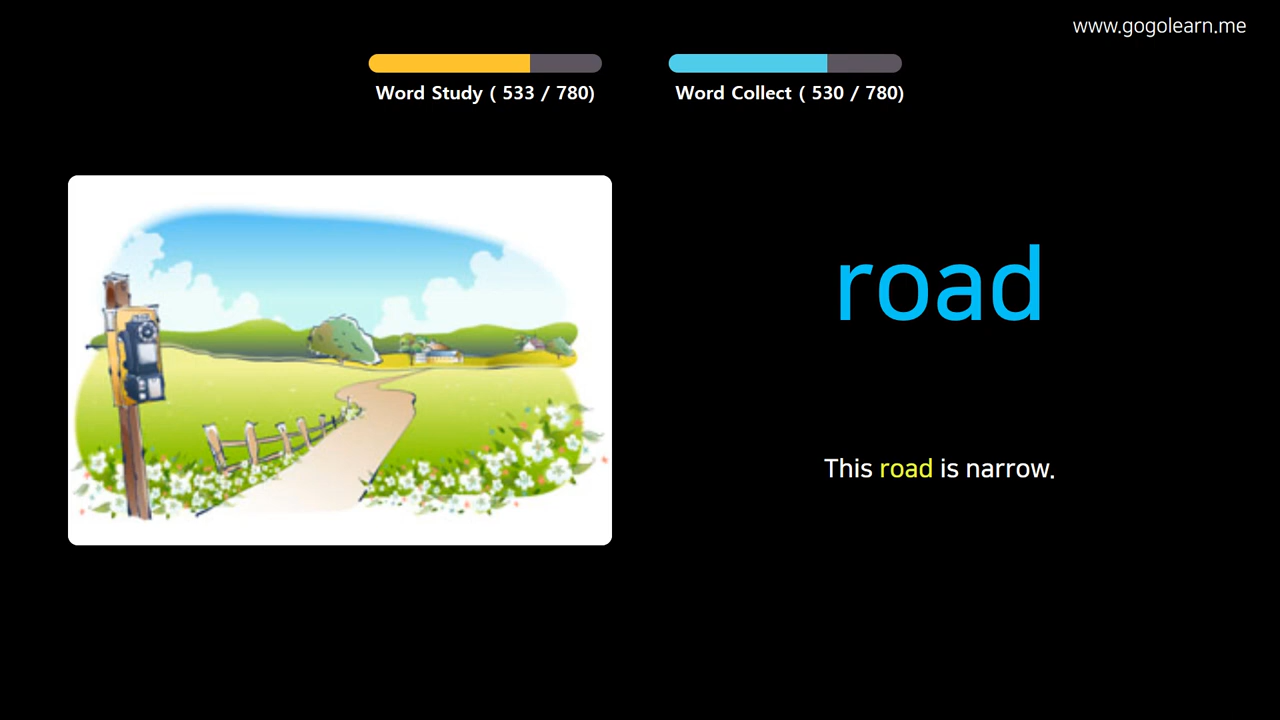 www.gogolearn.me
Word Study ( 533 / 780)
Word Collect ( 530 / 780)
road
This road is narrow.